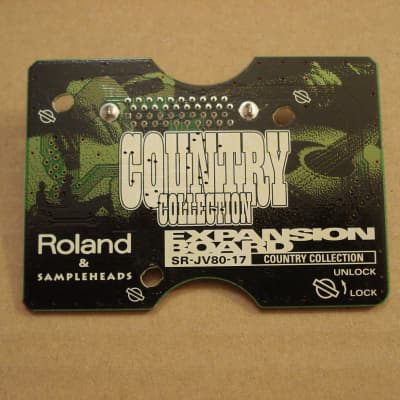 COUNTRY
COLLECTION
Roland
&
SAMPLEHEADS
EXPANSION
BOARD
SR-JV80-17 COUNTRY COLLECTION
UNLOCK
LOCK